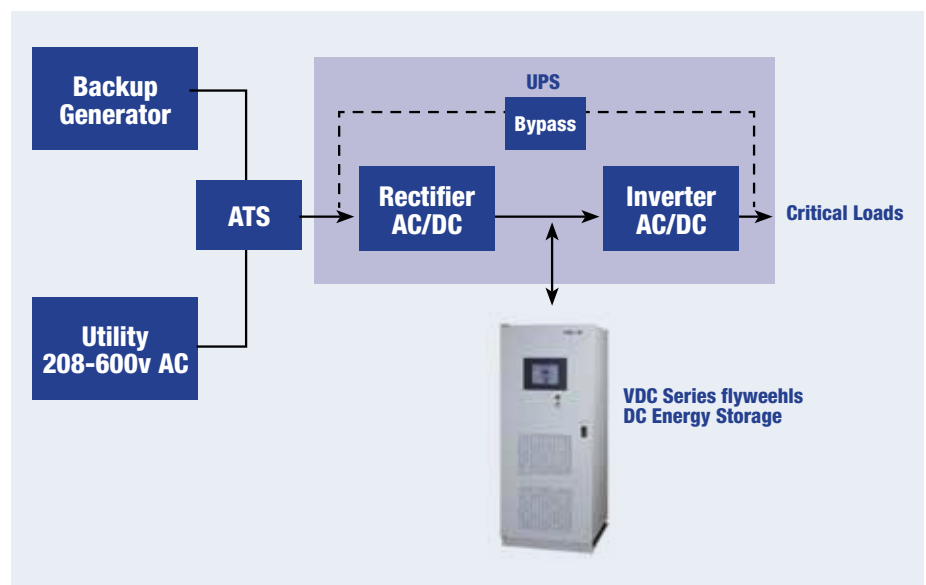 Backup
Generator
UPS
Bypass
ATS
Rectifier
AC/DC
Inverter
AC/DC
Critical Loads
Utility
208-600v AC
VDC Series flyweehls
DC Energy Storage